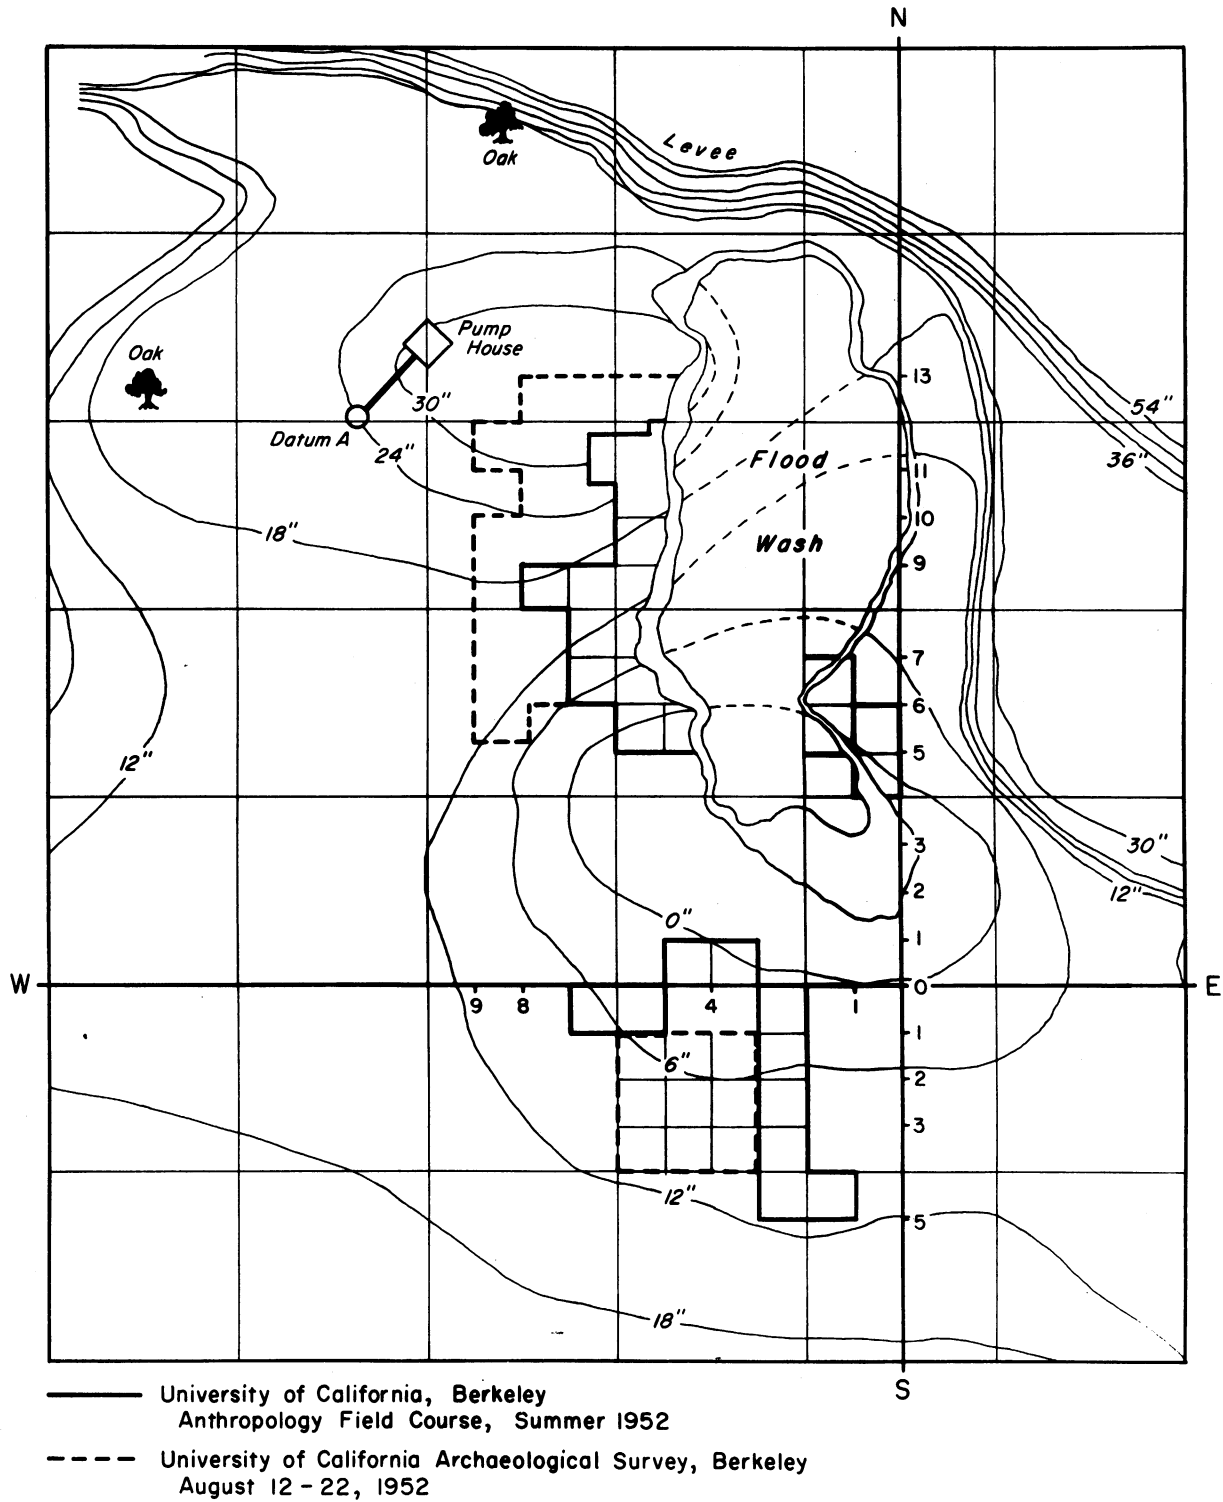 N
Levee
Oak
Pump
House
Oak
13
54"
30"
Datum A
24"
36"
Flood
11
18"
10
Wash
9
7
6
5
12"
3
30"
2
12"
0"
1
W
0
E
9
8
4
1
1
6"
2
3
12"
5
18"
S
University of California, Berkeley
Anthropology Field Course, Summer 1952
University of California Archaeological Survey, Berkeley
August 12 - 22, 1952